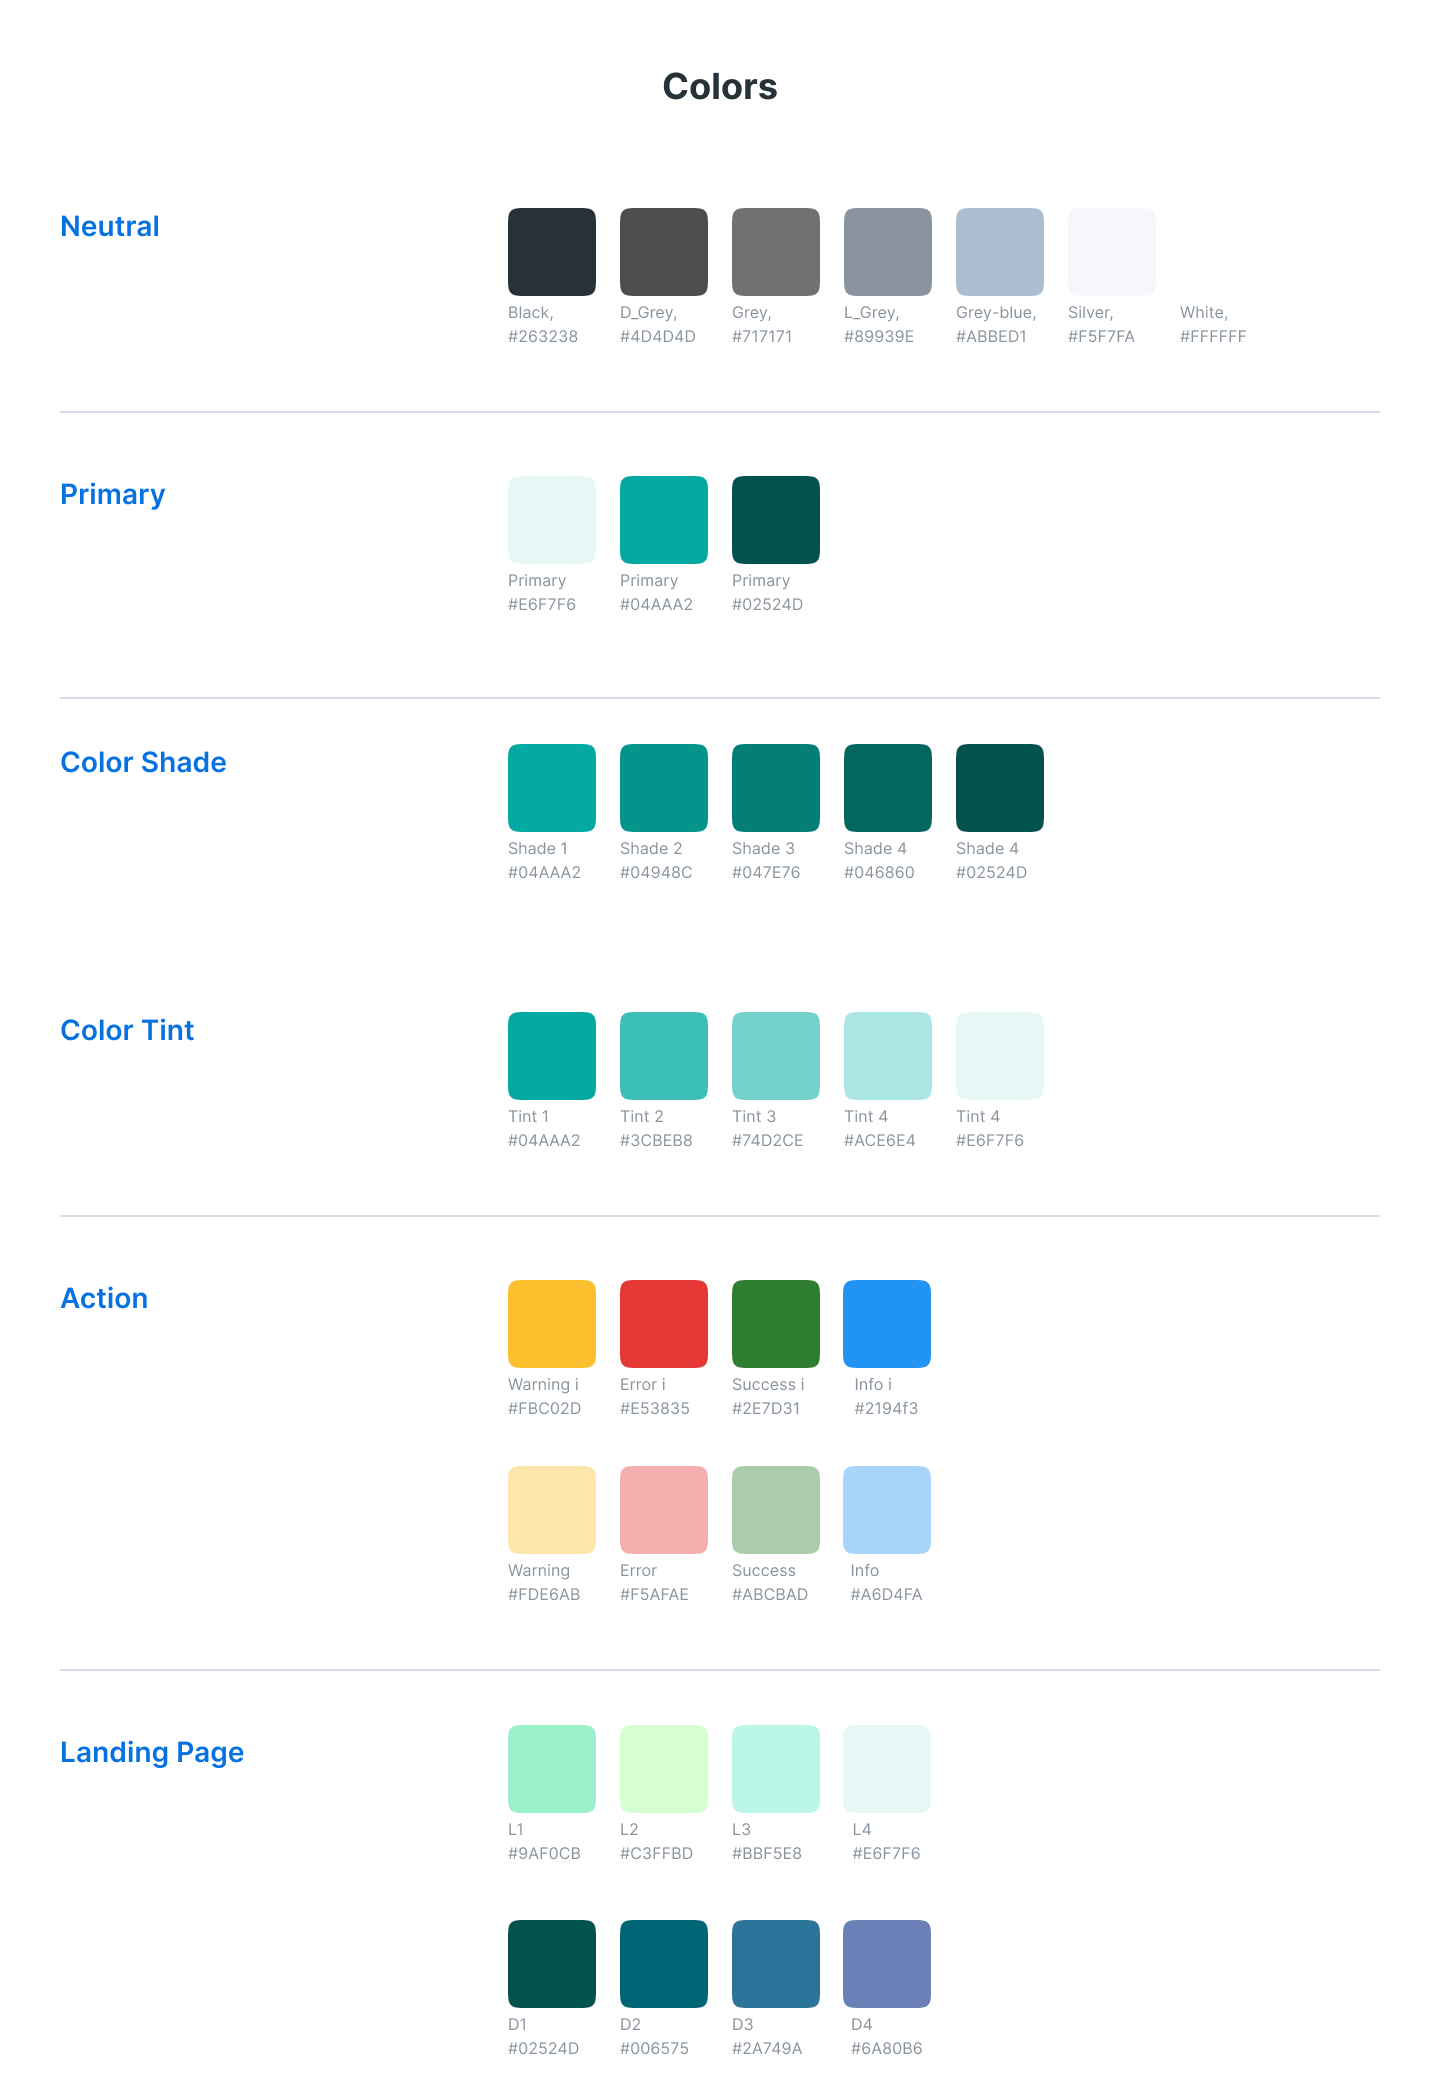 Colors
Neutral
Black,
#263238
D_Grey,
#4D4D4D
Grey,
#717171
L_Grey,
#89939E
Grey-blue,
#ABBED1
Silver,
#F5F7FA
White,
#FFFFFF
Primary
Primary
#E6F7F6
Primary
#04AAA2
Primary
#02524D
Color Shade
Shade 1
#04AAA2
Shade 2
#04948C
Shade 3
#047E76
Shade 4
#046860
Shade 4
#02524D
Color Tint
Tint 1
#04AAA2
Tint 2
#3CBEB8
Tint 3
#74D2CE
Tint 4
#ACE6E4
Tint 4
#E6F7F6
Action
Warning i
#FBC02D
Error i
#E53835
Success i
#2E7D31
Info i
#2194f3
Warning
#FDE6AB
Error
#F5AFAE
Success
#ABCBAD
Info
#A6D4FA
Landing Page
L1
#9AF0CB
L2
#C3FFBD
L3
#BBF5E8
L4
#E6F7F6
D1
#02524D
D2
#006575
D3
#2A749A
D4
#6A80B6